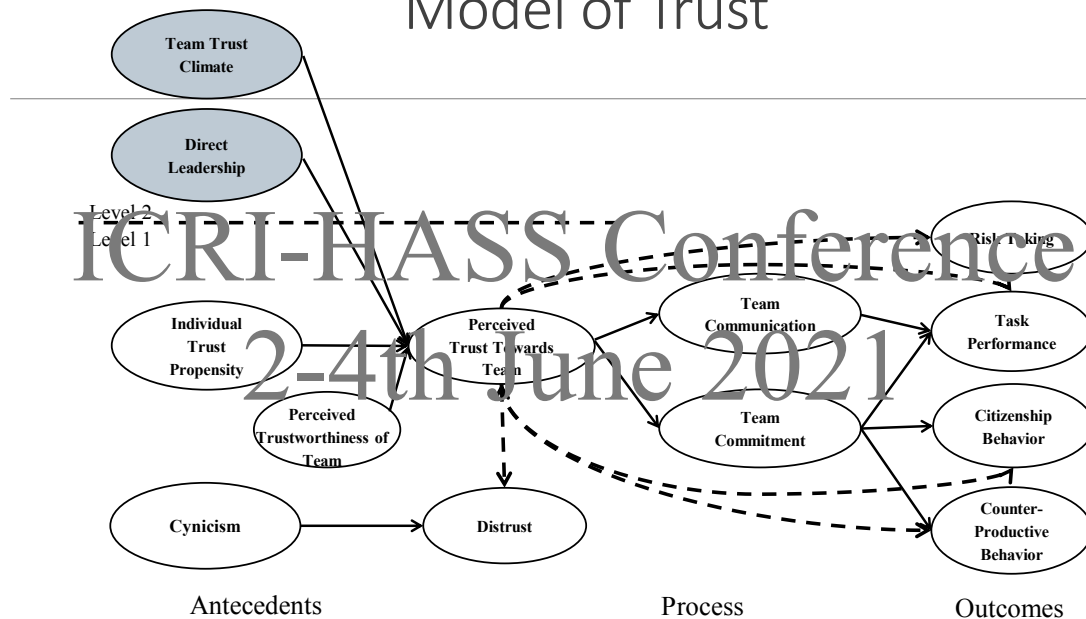 Model of Trust
Team Trust
Climate
Direct
Leadership
Level 2
Level 1
ICRI-HASS Conference
2-4th June 2021
Risk Taking
Individual
Trust
Propensity
Perceived
Trust Towards
Team
Team
Communication
Task
Performance
Perceived
Trustworthiness of
Team
Team
Commitment
Citizenship
Behavior
Cynicism
Distrust
Counter-
Productive
Behavior
Antecedents
Process
Outcomes